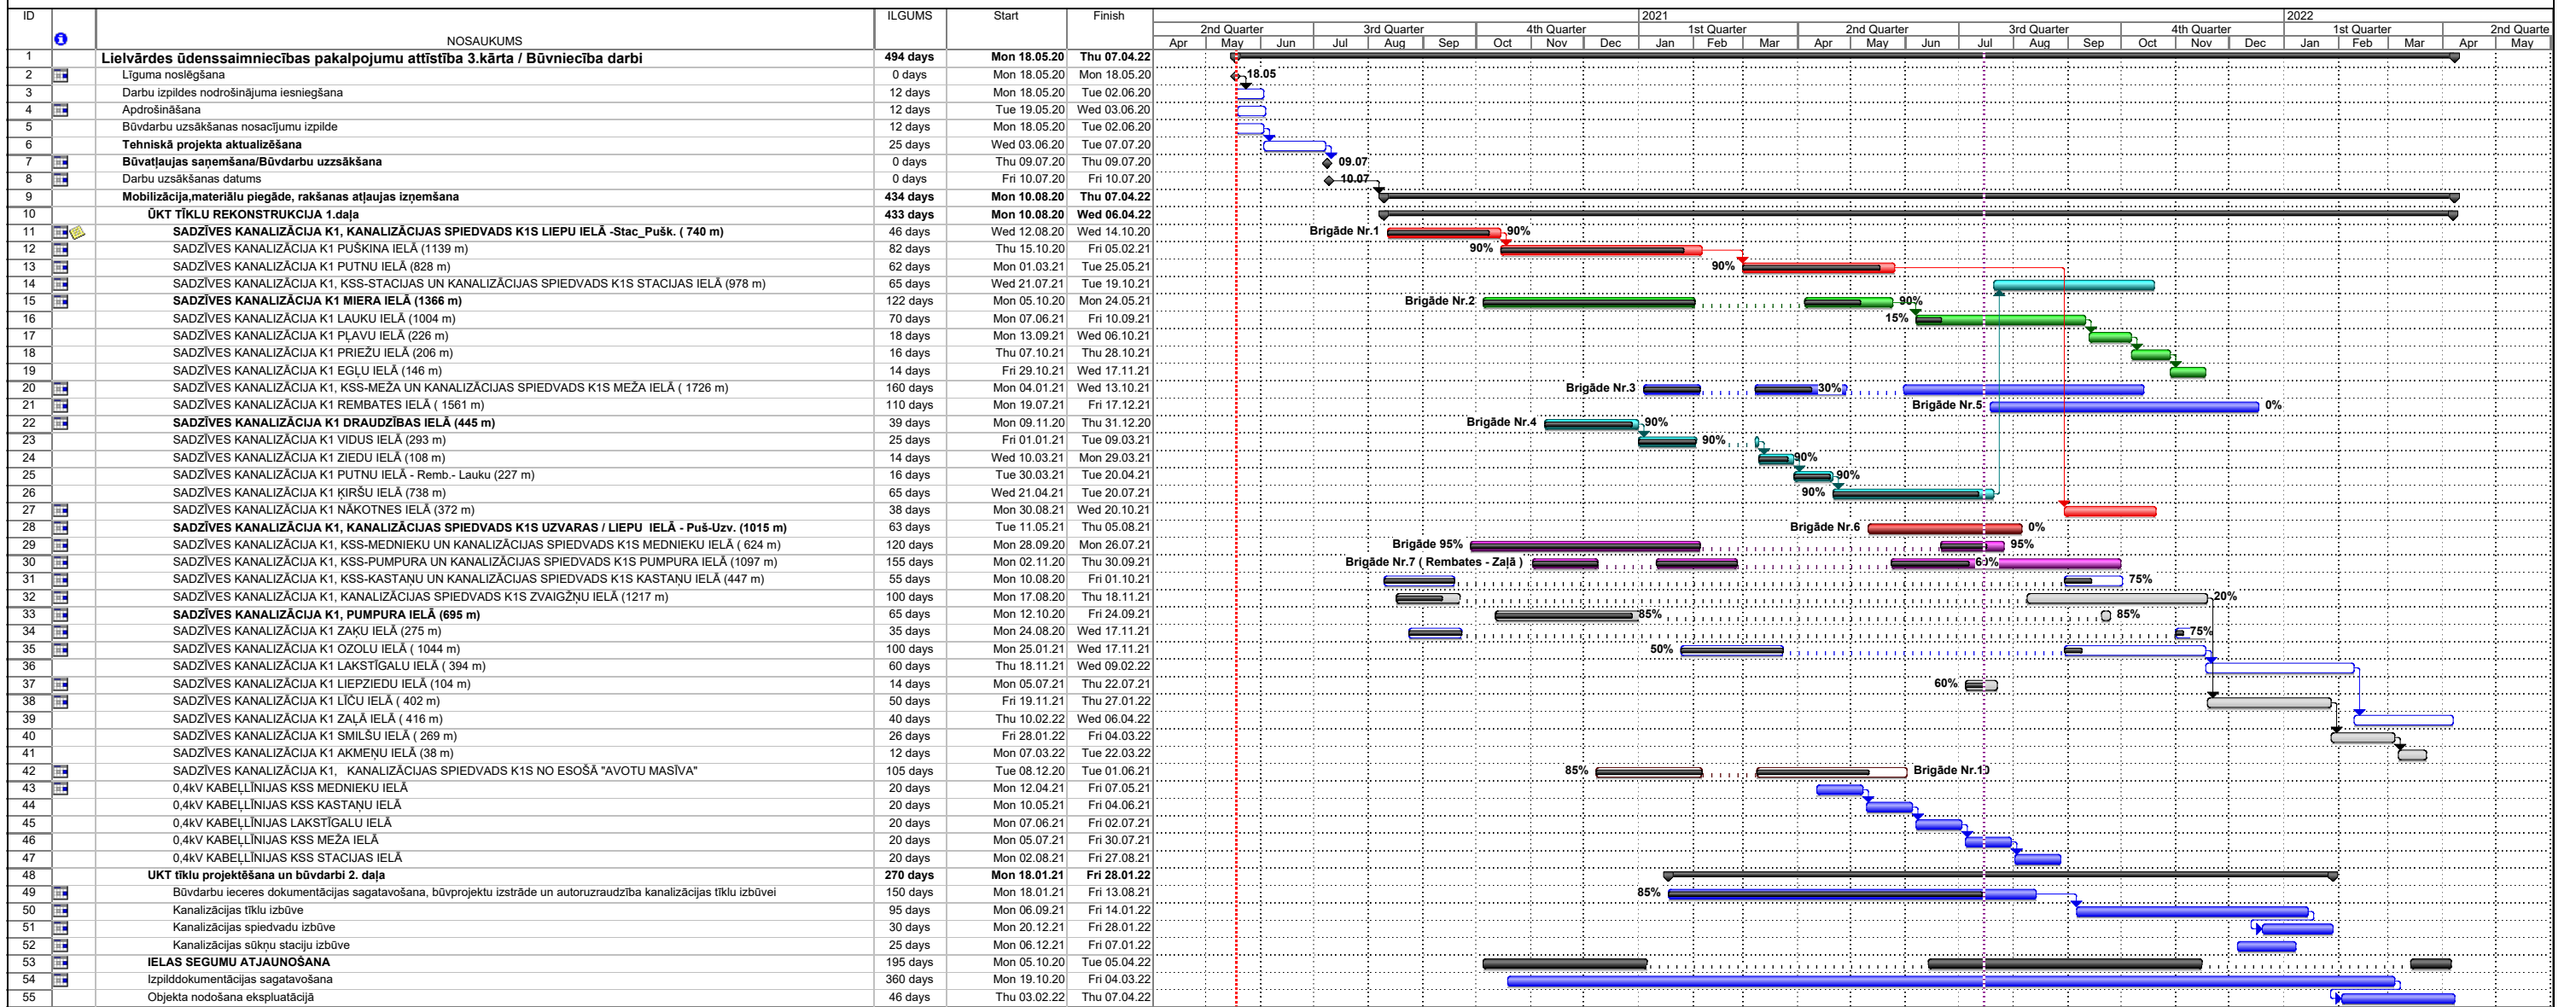 2021 2022
ID ILGUMS Start Finish 2nd Quarter 3rd Quarter 4th Quarter 1st Quarter 2nd Quarter 3rd Quarter 4th Quarter 1st Quarter 2nd Quarte
NOSAUKUMS Apr May Jun Jul Aug Sep Oct Nov Dec Jan Feb Mar Apr May Jun Jul Aug Sep Oct Nov Dec Jan Feb Mar Apr May
1 Lielvārdes ūdenssaimniecības pakalpojumu attīstība 3.kārta / Būvniecība darbi 494 days Mon 18.05.20 Thu 07.04.22
2 Līguma noslēgšana 0 days Mon 18.05.20 Mon 18.05.20 18.05
3 Darbu izpildes nodrošinājuma iesniegšana 12 days Mon 18.05.20 Tue 02.06.20
4 Apdrošināšana 12 days Tue 19.05.20 Wed 03.06.20
5 Būvdarbu uzsākšanas nosacījumu izpilde 12 days Mon 18.05.20 Tue 02.06.20
6 Tehniskā projekta aktualizēšana 25 days Wed 03.06.20 Tue 07.07.20
7 Būvatļaujas saņemšana/Būvdarbu uzzsākšana 0 days Thu 09.07.20 Thu 09.07.20 09.07
8 Darbu uzsākšanas datums 0 days Fri 10.07.20 Fri 10.07.20 10.07
9 Mobilizācija,materiālu piegāde, rakšanas atļaujas izņemšana 434 days Mon 10.08.20 Thu 07.04.22
10 ŪKT TĪKLU REKONSTRUKCIJA 1.daļa 433 days Mon 10.08.20 Wed 06.04.22
11 SADZĪVES KANALIZĀCIJA K1, KANALIZĀCIJAS SPIEDVADS K1S LIEPU IELĀ -Stac_Pušk. ( 740 m) 46 days Wed 12.08.20 Wed 14.10.20 Brigāde Nr.1 90%
12 SADZĪVES KANALIZĀCIJA K1 PUŠKINA IELĀ (1139 m) 82 days Thu 15.10.20 Fri 05.02.21 90%
13 SADZĪVES KANALIZĀCIJA K1 PUTNU IELĀ (828 m) 62 days Mon 01.03.21 Tue 25.05.21 90%
14 SADZĪVES KANALIZĀCIJA K1, KSS-STACIJAS UN KANALIZĀCIJAS SPIEDVADS K1S STACIJAS IELĀ (978 m) 65 days Wed 21.07.21 Tue 19.10.21
15 SADZĪVES KANALIZĀCIJA K1 MIERA IELĀ (1366 m) 122 days Mon 05.10.20 Mon 24.05.21 Brigāde Nr.2 90%
16 SADZĪVES KANALIZĀCIJA K1 LAUKU IELĀ (1004 m) 70 days Mon 07.06.21 Fri 10.09.21 15%
17 SADZĪVES KANALIZĀCIJA K1 PĻAVU IELĀ (226 m) 18 days Mon 13.09.21 Wed 06.10.21
18 SADZĪVES KANALIZĀCIJA K1 PRIEŽU IELĀ (206 m) 16 days Thu 07.10.21 Thu 28.10.21
19 SADZĪVES KANALIZĀCIJA K1 EGĻU IELĀ (146 m) 14 days Fri 29.10.21 Wed 17.11.21
20 SADZĪVES KANALIZĀCIJA K1, KSS-MEŽA UN KANALIZĀCIJAS SPIEDVADS K1S MEŽA IELĀ ( 1726 m) 160 days Mon 04.01.21 Wed 13.10.21 Brigāde Nr.3 30%
21 SADZĪVES KANALIZĀCIJA K1 REMBATES IELĀ ( 1561 m) 110 days Mon 19.07.21 Fri 17.12.21 Brigāde Nr.5 0%
22 SADZĪVES KANALIZĀCIJA K1 DRAUDZĪBAS IELĀ (445 m) 39 days Mon 09.11.20 Thu 31.12.20 Brigāde Nr.4 90%
23 SADZĪVES KANALIZĀCIJA K1 VIDUS IELĀ (293 m) 25 days Fri 01.01.21 Tue 09.03.21 90%
24 SADZĪVES KANALIZĀCIJA K1 ZIEDU IELĀ (108 m) 14 days Wed 10.03.21 Mon 29.03.21 90%
25 SADZĪVES KANALIZĀCIJA K1 PUTNU IELĀ - Remb.- Lauku (227 m) 16 days Tue 30.03.21 Tue 20.04.21 90%
26 SADZĪVES KANALIZĀCIJA K1 ĶIRŠU IELĀ (738 m) 65 days Wed 21.04.21 Tue 20.07.21 90%
27 SADZĪVES KANALIZĀCIJA K1 NĀKOTNES IELĀ (372 m) 38 days Mon 30.08.21 Wed 20.10.21
28 SADZĪVES KANALIZĀCIJA K1, KANALIZĀCIJAS SPIEDVADS K1S UZVARAS / LIEPU IELĀ - Puš-Uzv. (1015 m) 63 days Tue 11.05.21 Thu 05.08.21 Brigāde Nr.6 0%
29 SADZĪVES KANALIZĀCIJA K1, KSS-MEDNIEKU UN KANALIZĀCIJAS SPIEDVADS K1S MEDNIEKU IELĀ ( 624 m) 120 days Mon 28.09.20 Mon 26.07.21 Brigāde 95% 95%
30 SADZĪVES KANALIZĀCIJA K1, KSS-PUMPURA UN KANALIZĀCIJAS SPIEDVADS K1S PUMPURA IELĀ (1097 m) 155 days Mon 02.11.20 Thu 30.09.21 Brigāde Nr.7 ( Rembates - Zaļā ) 60%
31 SADZĪVES KANALIZĀCIJA K1, KSS-KASTAŅU UN KANALIZĀCIJAS SPIEDVADS K1S KASTAŅU IELĀ (447 m) 55 days Mon 10.08.20 Fri 01.10.21 75%
32 SADZĪVES KANALIZĀCIJA K1, KANALIZĀCIJAS SPIEDVADS K1S ZVAIGŽŅU IELĀ (1217 m) 100 days Mon 17.08.20 Thu 18.11.21 20%
33 SADZĪVES KANALIZĀCIJA K1, PUMPURA IELĀ (695 m) 65 days Mon 12.10.20 Fri 24.09.21 85% 85%
34 SADZĪVES KANALIZĀCIJA K1 ZAĶU IELĀ (275 m) 35 days Mon 24.08.20 Wed 17.11.21 75%
35 SADZĪVES KANALIZĀCIJA K1 OZOLU IELĀ ( 1044 m) 100 days Mon 25.01.21 Wed 17.11.21 50%
36 SADZĪVES KANALIZĀCIJA K1 LAKSTĪGALU IELĀ ( 394 m) 60 days Thu 18.11.21 Wed 09.02.22
37 SADZĪVES KANALIZĀCIJA K1 LIEPZIEDU IELĀ (104 m) 14 days Mon 05.07.21 Thu 22.07.21 60%
38 SADZĪVES KANALIZĀCIJA K1 LĪČU IELĀ ( 402 m) 50 days Fri 19.11.21 Thu 27.01.22
39 SADZĪVES KANALIZĀCIJA K1 ZAĻĀ IELĀ ( 416 m) 40 days Thu 10.02.22 Wed 06.04.22
40 SADZĪVES KANALIZĀCIJA K1 SMILŠU IELĀ ( 269 m) 26 days Fri 28.01.22 Fri 04.03.22
41 SADZĪVES KANALIZĀCIJA K1 AKMEŅU IELĀ (38 m) 12 days Mon 07.03.22 Tue 22.03.22
42 SADZĪVES KANALIZĀCIJA K1, KANALIZĀCIJAS SPIEDVADS K1S NO ESOŠĀ "AVOTU MASĪVA" 105 days Tue 08.12.20 Tue 01.06.21 85% Brigāde Nr.10
43 0,4kV KABEĻLĪNIJAS KSS MEDNIEKU IELĀ 20 days Mon 12.04.21 Fri 07.05.21
44 0,4kV KABEĻLĪNIJAS KSS KASTAŅU IELĀ 20 days Mon 10.05.21 Fri 04.06.21
45 0,4kV KABEĻLĪNIJAS LAKSTĪGALU IELĀ 20 days Mon 07.06.21 Fri 02.07.21
46 0,4kV KABEĻLĪNIJAS KSS MEŽA IELĀ 20 days Mon 05.07.21 Fri 30.07.21
47 0,4kV KABEĻLĪNIJAS KSS STACIJAS IELĀ 20 days Mon 02.08.21 Fri 27.08.21
48 UKT tīklu projektēšana un būvdarbi 2. daļa 270 days Mon 18.01.21 Fri 28.01.22
49 Būvdarbu ieceres dokumentācijas sagatavošana, būvprojektu izstrāde un autoruzraudzība kanalizācijas tīklu izbūvei 150 days Mon 18.01.21 Fri 13.08.21 85%
50 Kanalizācijas tīklu izbūve 95 days Mon 06.09.21 Fri 14.01.22
51 Kanalizācijas spiedvadu izbūve 30 days Mon 20.12.21 Fri 28.01.22
52 Kanalizācijas sūkņu staciju izbūve 25 days Mon 06.12.21 Fri 07.01.22
53 IELAS SEGUMU ATJAUNOŠANA 195 days Mon 05.10.20 Tue 05.04.22
54 Izpilddokumentācijas sagatavošana 360 days Mon 19.10.20 Fri 04.03.22
55 Objekta nodošana ekspluatācijā 46 days Thu 03.02.22 Thu 07.04.22